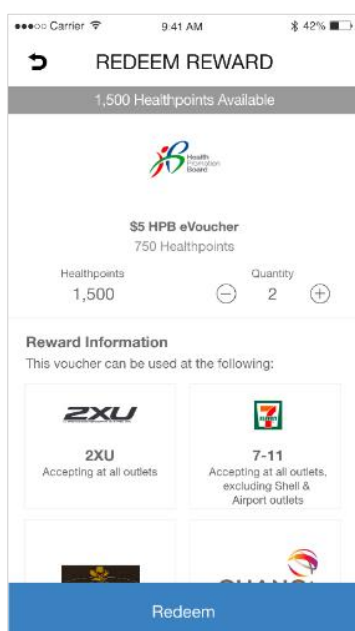 Carrier 9:41 AM 42%
REDEEM REWARD
1,500 Healthpoints Available
Health
Promotion
Board
$5 HPB eVoucher
750 Healthpoints
Healthpoints Quantity
1,500 2
Reward Information
This voucher can be used at the following:
2XU
7
ELEVEN
2XU
Accepting at all outlets
7-11
Accepting at all outlets,
excluding Shell &
Airport outlets
Redeem